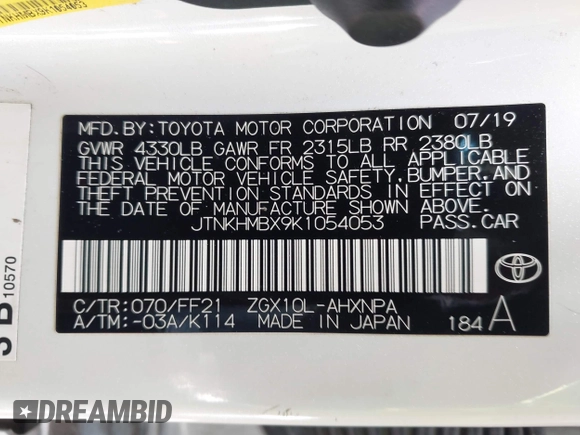 MFD. BY: TOYOTA MOTOR CORPORATION 07/19
GVWR 4330LB GAWR FR 2315LB RR 2380LB
THIS VEHICLE CONFORMS TO ALL APPLICABLE
FEDERAL MOTOR VEHICLE SAFETY, BUMPER, AND
THEFT PREVENTION STANDARDS IN EFFECT ON
THE DATE OF MANUFACTURE SHOWN ABOVE.
JTNKHMBX9K1054053 PASS. CAR
TOYOTA
C/TR: 070/FF21 ZGX10L-AHXNPA
A/TM: -03A/K114 MADE IN JAPAN 184 A
10570
DREAMBID